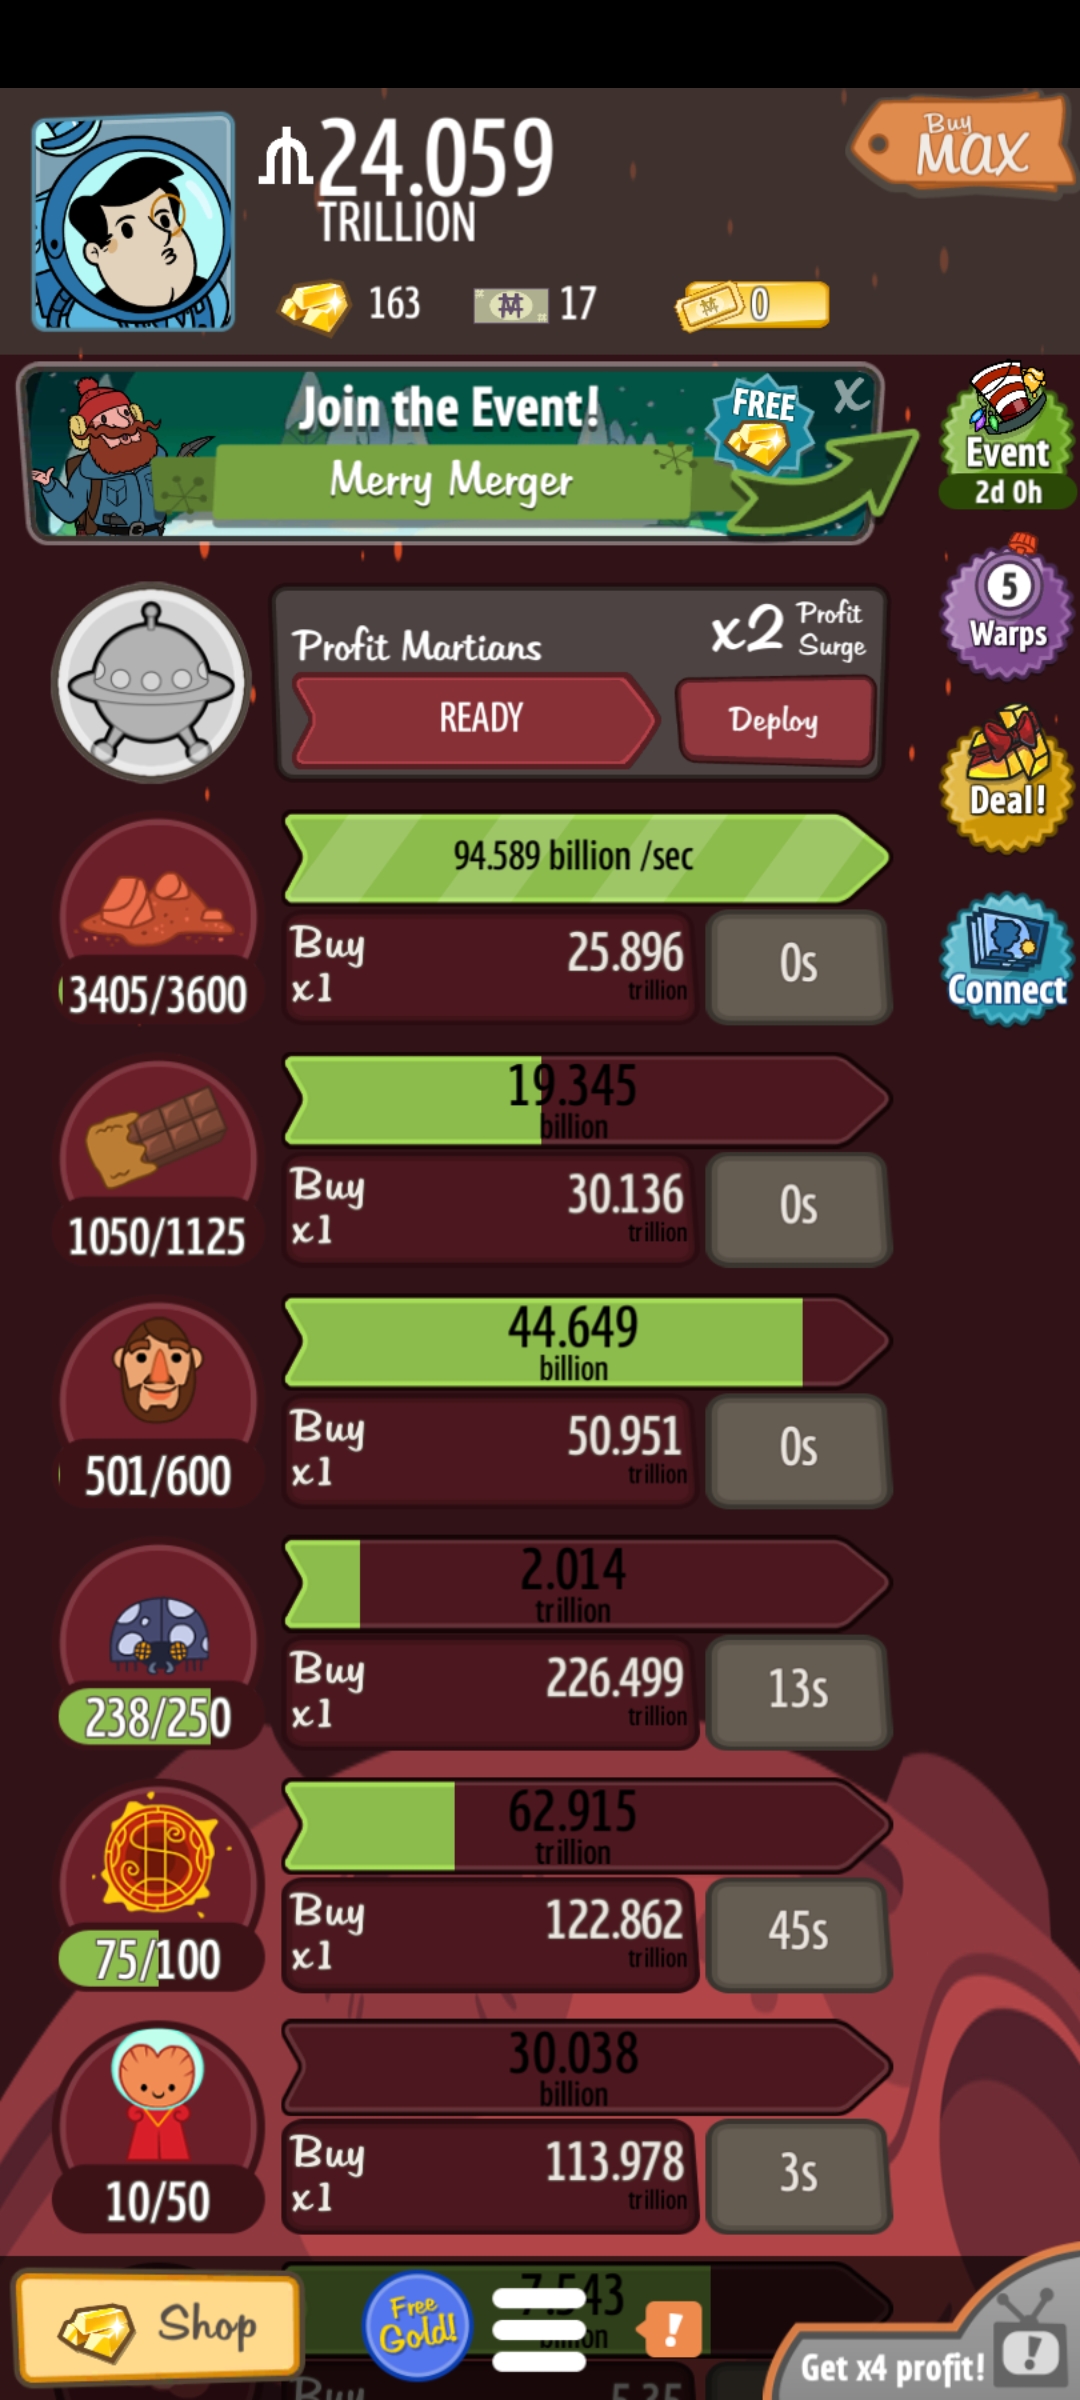 24.059
TRILLION
Buy
MAX
163
17
0
Join the Event!
FREE
X
Merry Merger
Event
2d 0h
5
Warps
Profit Martians
x2 Profit Surge
READY
Deploy
Deal!
94.589 billion /sec
Buy x1
25.896 trillion
0s
3405/3600
Connect
19.345
billion
Buy x1
30.136 trillion
0s
1050/1125
44.649
billion
Buy x1
50.951 trillion
0s
501/600
2.014
trillion
Buy x1
226.499 trillion
13s
238/250
62.915
trillion
Buy x1
122.862 trillion
45s
75/100
30.038
billion
Buy x1
113.978 trillion
3s
10/50
Shop
Free
Gold!
!
Get x4 profit!
!
Buy